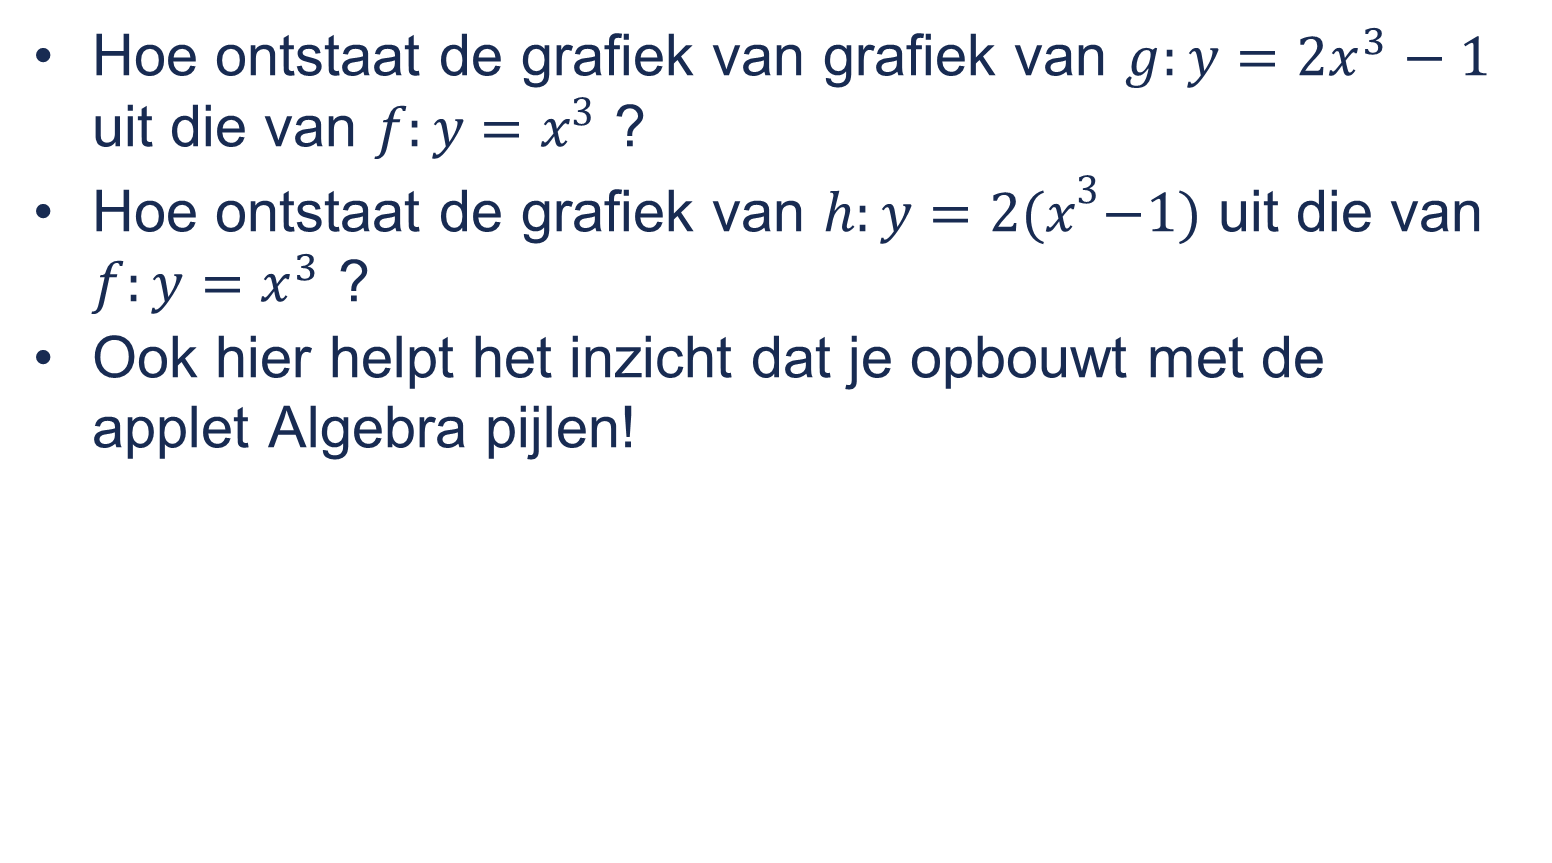 • Hoe ontstaat de grafiek van grafiek van g: y = 2x³ − 1
uit die van f: y = x³ ?
• Hoe ontstaat de grafiek van h: y = 2(x³−1) uit die van
f: y = x³ ?
• Ook hier helpt het inzicht dat je opbouwt met de
applet Algebra pijlen!